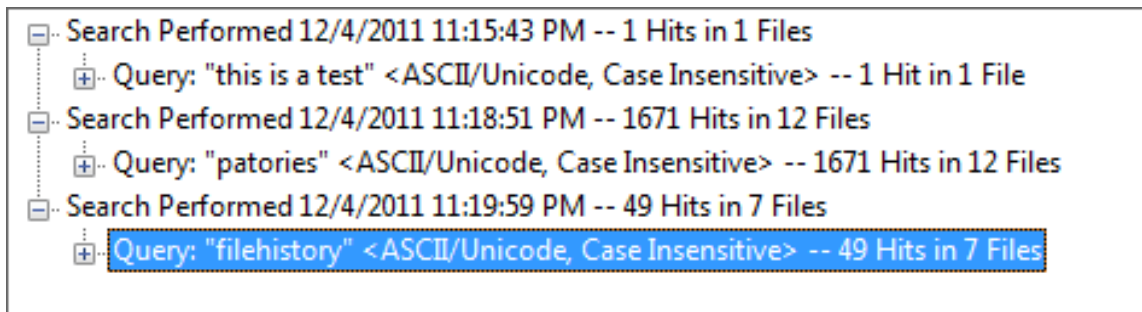 Search Performed 12/4/2011 11:15:43 PM -- 1 Hits in 1 Files
Query: "this is a test" <ASCII/Unicode, Case Insensitive> -- 1 Hit in 1 File
Search Performed 12/4/2011 11:18:51 PM -- 1671 Hits in 12 Files
Query: "patories" <ASCII/Unicode, Case Insensitive> -- 1671 Hits in 12 Files
Search Performed 12/4/2011 11:19:59 PM -- 49 Hits in 7 Files
Query: "filehistory" <ASCII/Unicode, Case Insensitive> -- 49 Hits in 7 Files